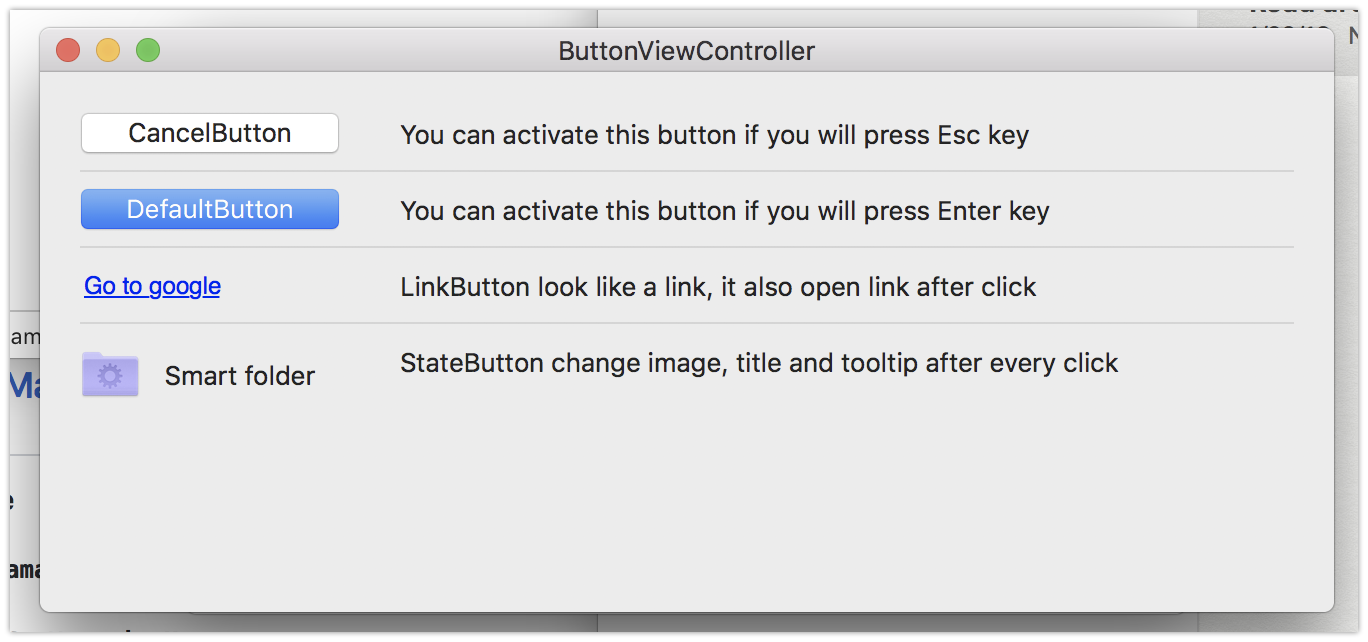 ButtonViewController
CancelButton
You can activate this button if you will press Esc key
DefaultButton
You can activate this button if you will press Enter key
Go to google
LinkButton look like a link, it also open link after click
Smart folder
StateButton change image, title and tooltip after every click